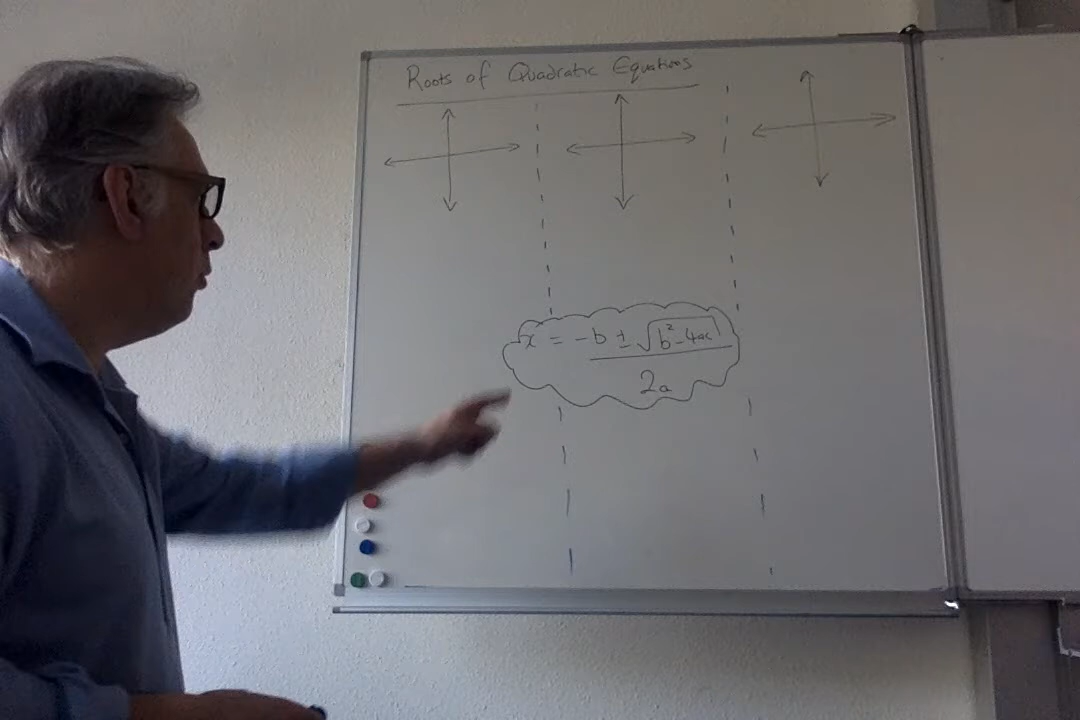 Roots of Quadratic Equations
x = -b ± √b²-4ac
2a